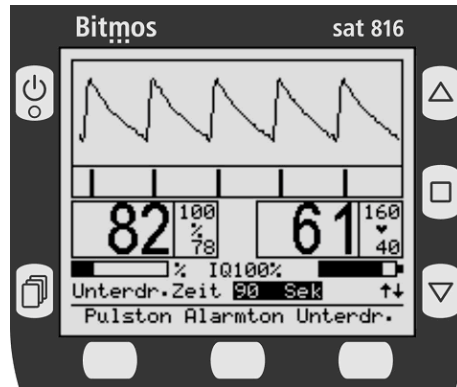 Bitmos sat 816
82 100 % 78 61 160 ♥ 40
% IQ100%
Unterdr.Zeit 90 Sek ↑↓
Pulston Alarmton Unterdr.